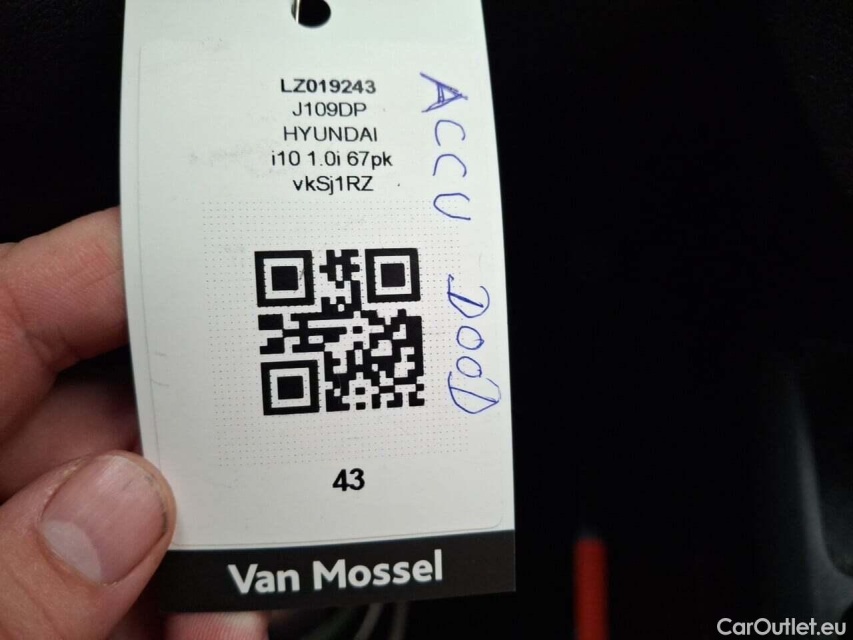 LZ019243
J109DP
HYUNDAI
i10 1.0i 67pk
vkSj1RZ
ACCU DOOD
43
Van Mossel
CarOutlet.eu